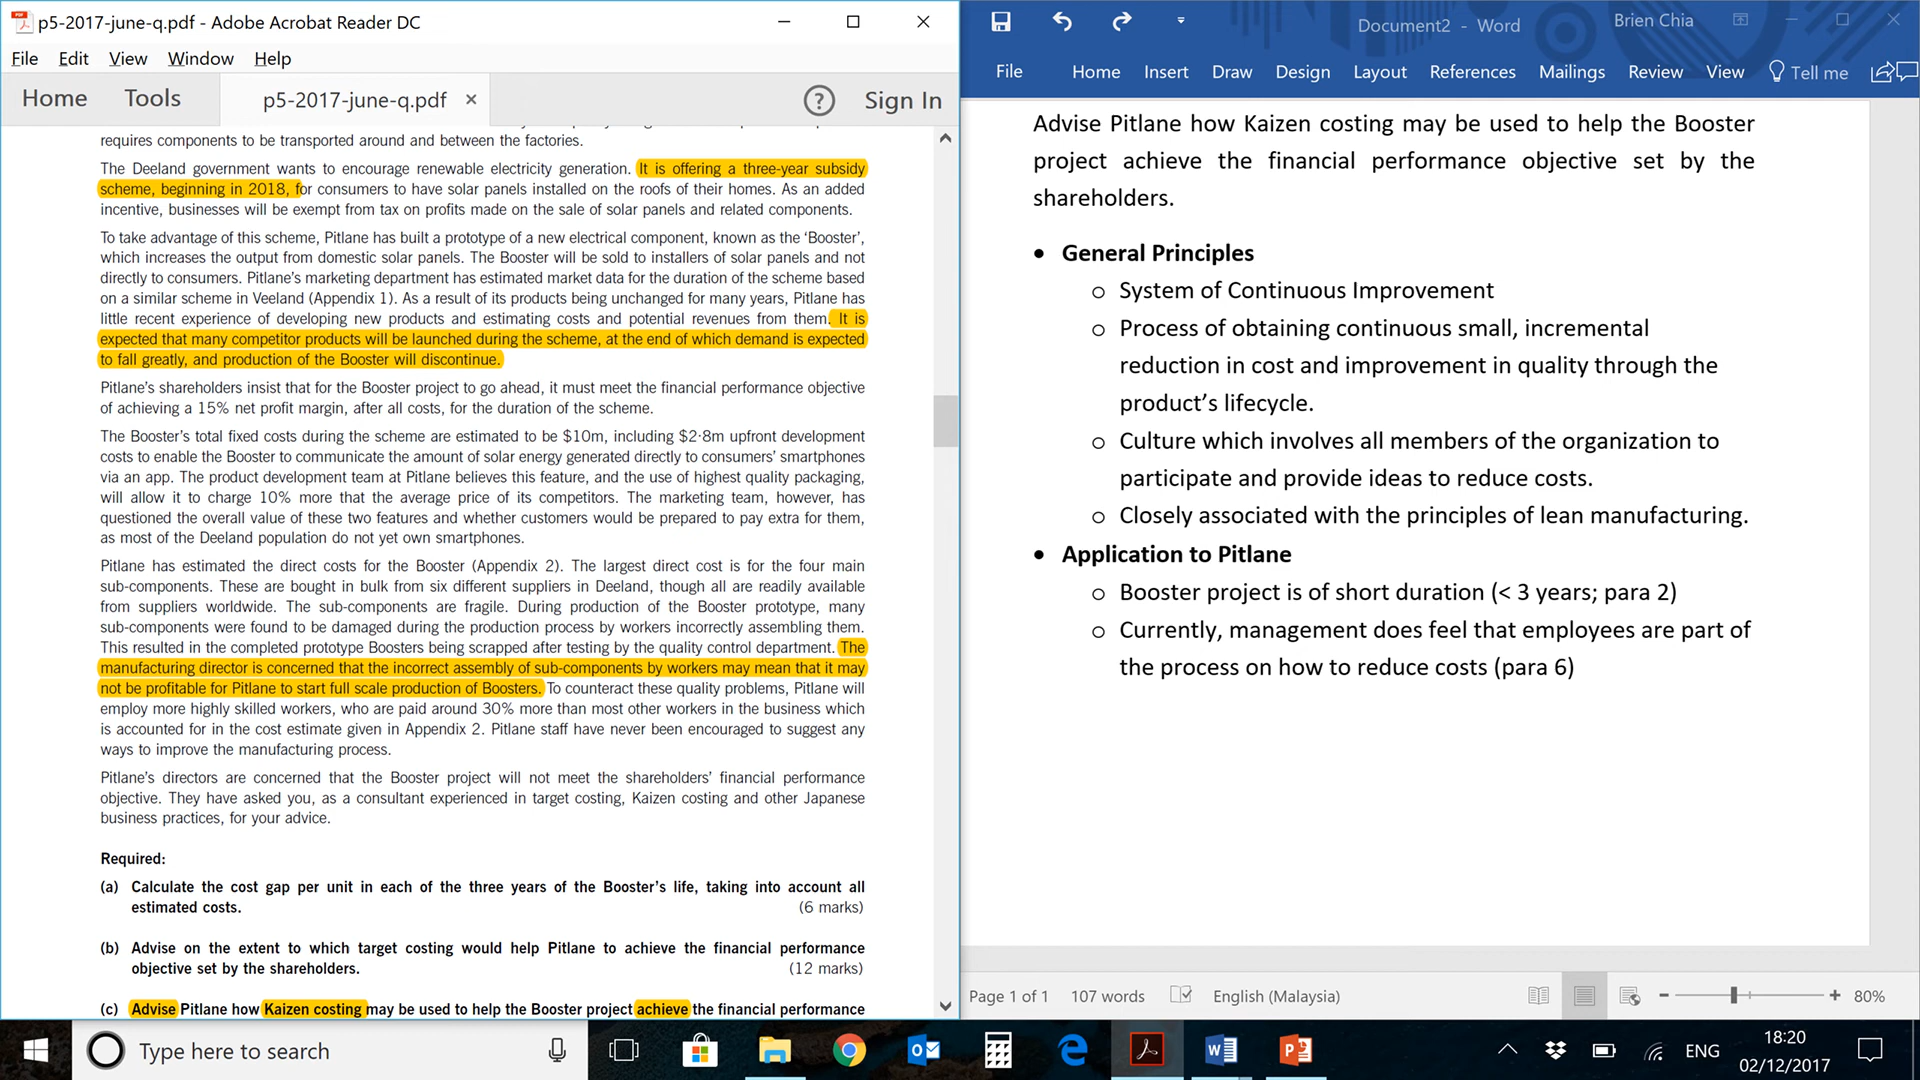 p5-2017-june-q.pdf - Adobe Acrobat Reader DC
File Edit View Window Help
Home Tools p5-2017-june-q.pdf × ? Sign In
requires components to be transported around and between the factories.
The Deeland government wants to encourage renewable electricity generation. It is offering a three-year subsidy
scheme, beginning in 2018, for consumers to have solar panels installed on the roofs of their homes. As an added
incentive, businesses will be exempt from tax on profits made on the sale of solar panels and related components.
To take advantage of this scheme, Pitlane has built a prototype of a new electrical component, known as the ‘Booster’,
which increases the output from domestic solar panels. The Booster will be sold to installers of solar panels and not
directly to consumers. Pitlane’s marketing department has estimated market data for the duration of the scheme based
on a similar scheme in Veeland (Appendix 1). As a result of its products being unchanged for many years, Pitlane has
little recent experience of developing new products and estimating costs and potential revenues from them. It is
expected that many competitor products will be launched during the scheme, at the end of which demand is expected
to fall greatly, and production of the Booster will discontinue.
Pitlane’s shareholders insist that for the Booster project to go ahead, it must meet the financial performance objective
of achieving a 15% net profit margin, after all costs, for the duration of the scheme.
The Booster’s total fixed costs during the scheme are estimated to be $10m, including $2·8m upfront development
costs to enable the Booster to communicate the amount of solar energy generated directly to consumers’ smartphones
via an app. The product development team at Pitlane believes this feature, and the use of highest quality packaging,
will allow it to charge 10% more that the average price of its competitors. The marketing team, however, has
questioned the overall value of these two features and whether customers would be prepared to pay extra for them,
as most of the Deeland population do not yet own smartphones.
Pitlane has estimated the direct costs for the Booster (Appendix 2). The largest direct cost is for the four main
sub-components. These are bought in bulk from six different suppliers in Deeland, though all are readily available
from suppliers worldwide. The sub-components are fragile. During production of the Booster prototype, many
sub-components were found to be damaged during the production process by workers incorrectly assembling them.
This resulted in the completed prototype Boosters being scrapped after testing by the quality control department. The
manufacturing director is concerned that the incorrect assembly of sub-components by workers may mean that it may
not be profitable for Pitlane to start full scale production of Boosters. To counteract these quality problems, Pitlane will
employ more highly skilled workers, who are paid around 30% more than most other workers in the business which
is accounted for in the cost estimate given in Appendix 2. Pitlane staff have never been encouraged to suggest any
ways to improve the manufacturing process.
Pitlane’s directors are concerned that the Booster project will not meet the shareholders’ financial performance
objective. They have asked you, as a consultant experienced in target costing, Kaizen costing and other Japanese
business practices, for your advice.
Required:
(a) Calculate the cost gap per unit in each of the three years of the Booster’s life, taking into account all
estimated costs. (6 marks)
(b) Advise on the extent to which target costing would help Pitlane to achieve the financial performance
objective set by the shareholders. (12 marks)
(c) Advise Pitlane how Kaizen costing may be used to help the Booster project achieve the financial performance
Document2 - Word Brien Chia
File Home Insert Draw Design Layout References Mailings Review View Tell me
Advise Pitlane how Kaizen costing may be used to help the Booster
project achieve the financial performance objective set by the
shareholders.
• General Principles
o System of Continuous Improvement
o Process of obtaining continuous small, incremental
reduction in cost and improvement in quality through the
product’s lifecycle.
o Culture which involves all members of the organization to
participate and provide ideas to reduce costs.
o Closely associated with the principles of lean manufacturing.
• Application to Pitlane
o Booster project is of short duration (< 3 years; para 2)
o Currently, management does feel that employees are part of
the process on how to reduce costs (para 6)
Page 1 of 1 107 words English (Malaysia) 80%
Type here to search
ENG
18:20
02/12/2017